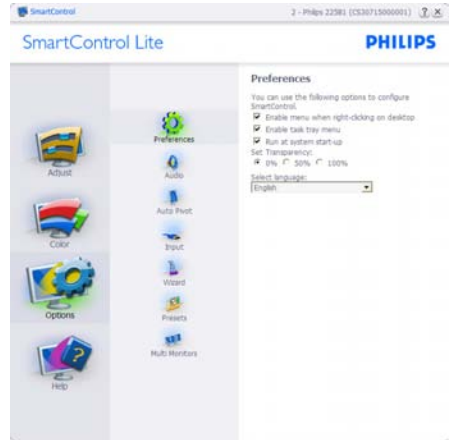 SmartControl
2 - Philips 225B1 (CS30715000001)
SmartControl Lite
PHILIPS
Adjust
Color
Options
Help
Preferences
Audio
Auto Pivot
Input
Wizard
Presets
Multi Monitors
Preferences
You can use the following options to configure
SmartControl.
Enable menu when right-clicking on desktop
Enable task tray menu
Run at system start-up
Set Transparency:
0% 50% 100%
Select language:
English